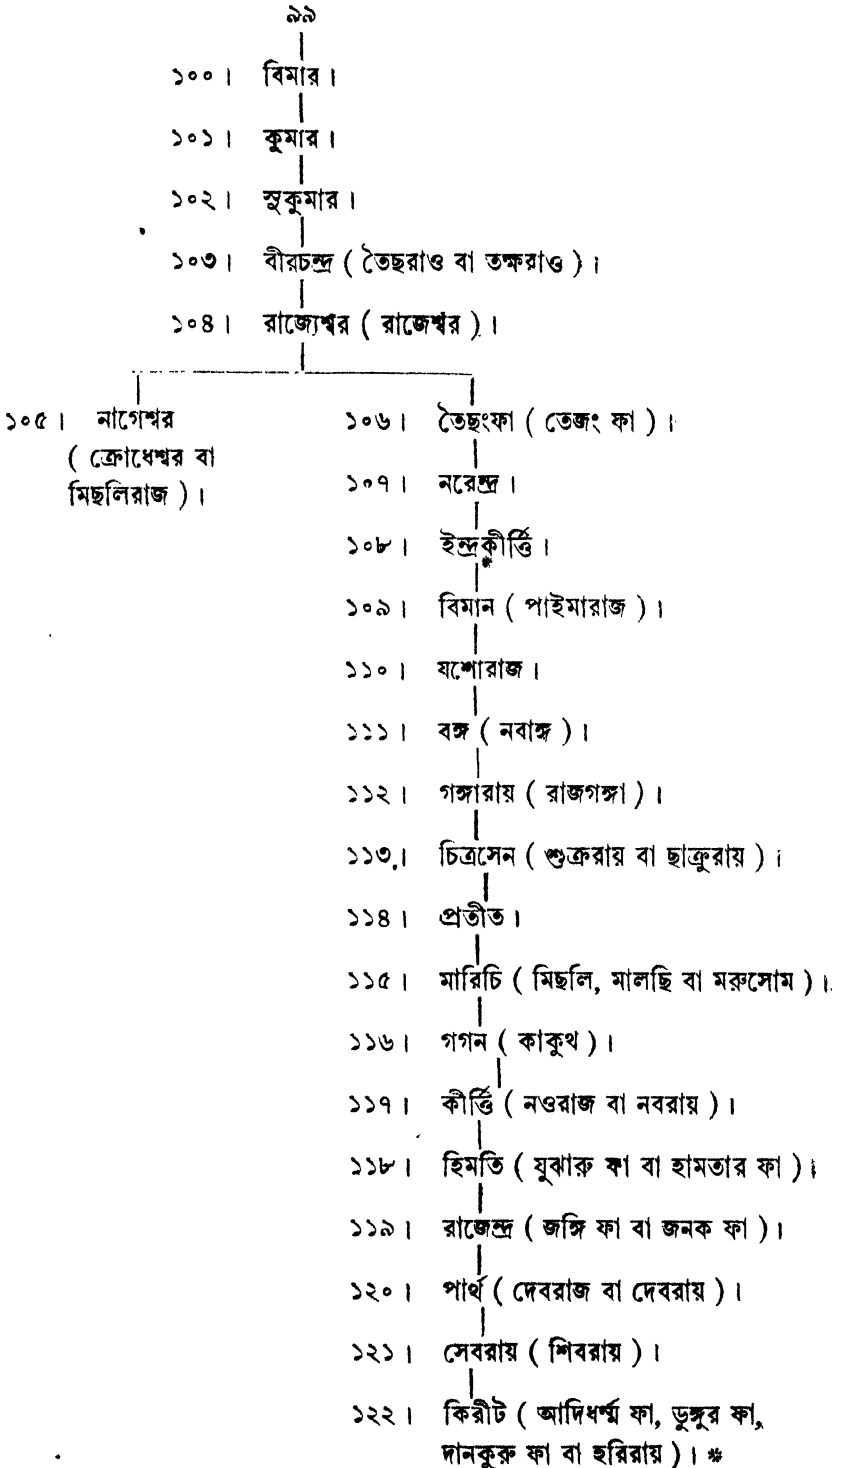 ৯৯
১০০। বিমার।
১০১। কুমার।
১০২। সুকুমার।
১০৩। বীরচন্দ্র ( তৈছরাও বা তক্ষরাও )।
১০৪। রাজ্যেশ্বর ( রাজেশ্বর )।
১০৫। নাগেশ্বর
( ক্রোধেশ্বর বা
মিছলিরাজ )।
১০৬। তৈছংফা ( তেজং ফা )।
১০৭। নরেন্দ্র।
১০৮। ইন্দ্রকীর্ত্তি।
*
১০৯। বিমান ( পাইমারাজ )।
১১০। যশোরাজ।
১১১। বঙ্গ ( নবাঙ্গ )।
১১২। গঙ্গারায় ( রাজগঙ্গা )।
১১৩। চিত্রসেন ( শুক্ররায় বা ছাক্রুরায় )।
১১৪। প্রতীত।
১১৫। মারিচি ( মিছলি, মালছি বা মরুসোম )।
১১৬। গগন ( কাকুথ )।
১১৭। কীর্ত্তি ( নওরাজ বা নবরায় )।
১১৮। হিমতি ( যুঝারু ফা বা হামতার ফা )।
১১৯। রাজেন্দ্র ( জঙ্গি ফা বা জনক ফা )।
১২০। পার্থ ( দেবরাজ বা দেবরায় )।
১২১। সেবরায় ( শিবরায় )।
১২২। কিরীট ( আদিধর্ম্ম ফা, ডুঙ্গুর ফা,
দানকুরু ফা বা হরিরায় )। *